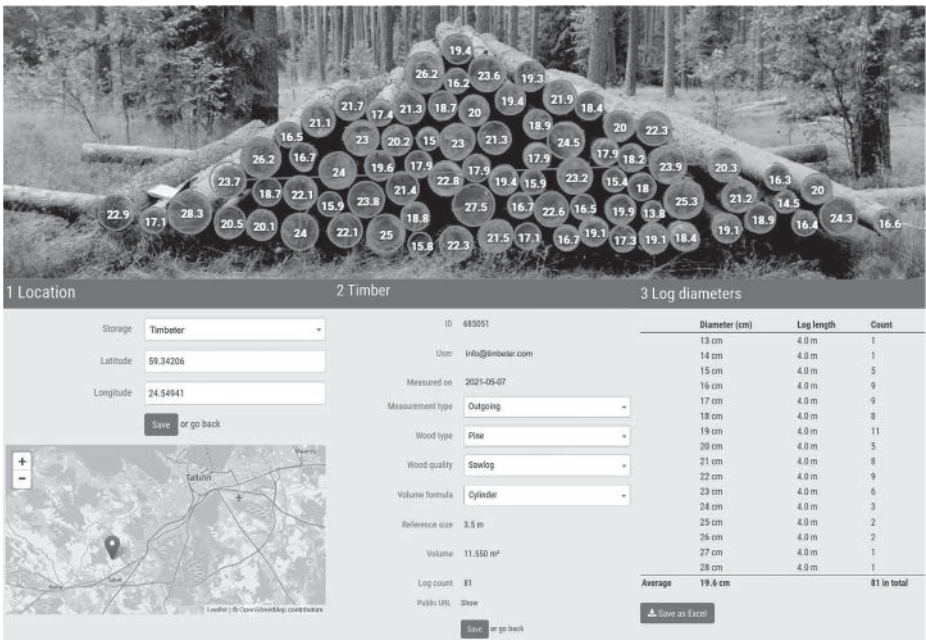 19.4
26.2 16.2 23.6 19.3
21.7 17.4 21.3 18.7 20 19.4 21.9 18.4
16.5 21.1 23 20.2 15 23 21.3 18.9 24.5 20 22.3
26.2 16.7 24 19.6 17.9 22.8 17.9 17.9 17.9 18.2 23.9 20.3 16.3
23.7 18.7 22.1 15.9 23.8 21.4 19.4 15.9 23.2 15.4 18 21.2 14.5 20
22.9 17.1 28.3 20.5 20.1 24 22.1 25 18.8 27.5 16.7 22.6 16.5 19.9 13.8 25.3 18.9 16.4 24.3 16.6
15.8 22.3 21.5 17.1 16.7 19.1 17.3 19.1 18.4 19.1
1 Location
Storage Timbeter
Latitude 59.34206
Longitude 24.54941
Save or go back
+
−
Tallinn
Leaflet | © OpenStreetMap contributors
2 Timber
ID 685051
User info@timbeter.com
Measured on 2021-05-07
Measurement type Outgoing
Wood type Pine
Wood quality Sawlog
Volume formula Cylinder
Reference size 3.5 m
Volume 11.550 m³
Log count 81
Public URL Show
Save or go back
3 Log diameters
Diameter (cm) Log length Count
13 cm 4.0 m 1
14 cm 4.0 m 1
15 cm 4.0 m 5
16 cm 4.0 m 9
17 cm 4.0 m 9
18 cm 4.0 m 8
19 cm 4.0 m 11
20 cm 4.0 m 5
21 cm 4.0 m 8
22 cm 4.0 m 9
23 cm 4.0 m 6
24 cm 4.0 m 3
25 cm 4.0 m 2
26 cm 4.0 m 2
27 cm 4.0 m 1
28 cm 4.0 m 1
Average 19.6 cm 81 in total
Save as Excel